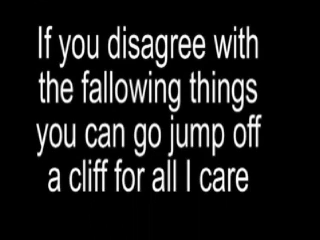 If you disagree with
the fallowing things
you can go jump off
a cliff for all I care